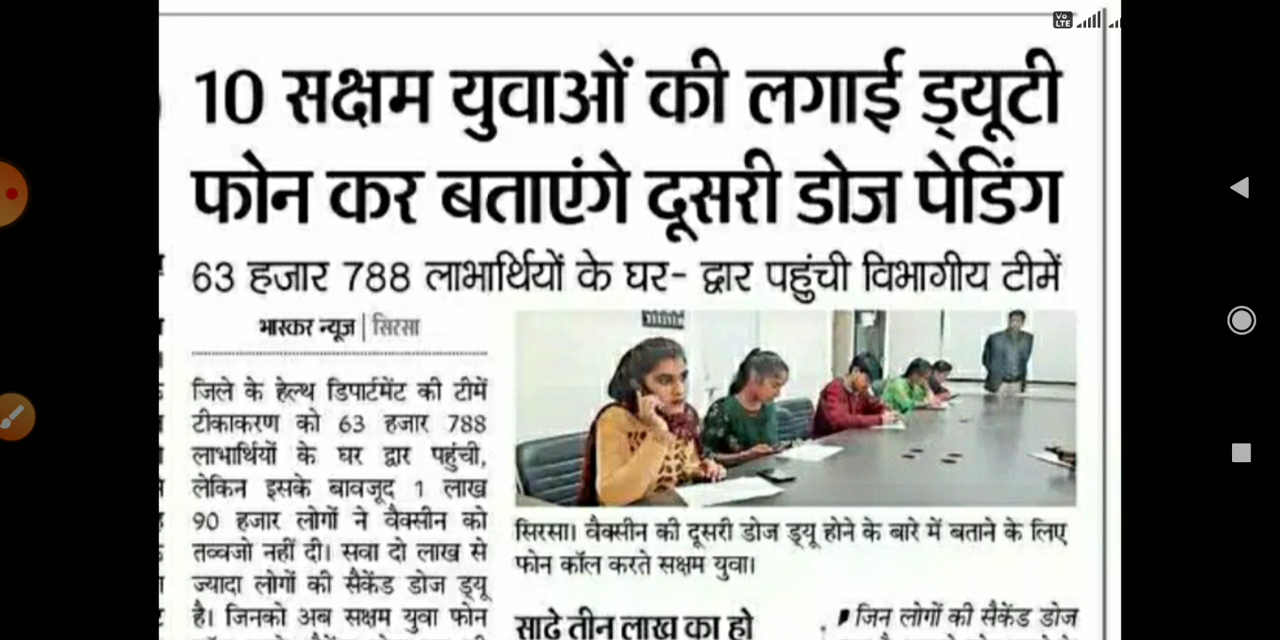 Vo
LTE
10 सक्षम युवाओं की लगाई ड्यूटी
फोन कर बताएंगे दूसरी डोज पेडिंग
63 हजार 788 लाभार्थियों के घर- द्वार पहुंची विभागीय टीमें
भास्कर न्यूज | सिरसा
जिले के हेल्थ डिपार्टमेंट की टीमें
टीकाकरण को 63 हजार 788
लाभार्थियों के घर द्वार पहुंची,
लेकिन इसके बावजूद 1 लाख
90 हजार लोगों ने वैक्सीन को
तव्वजो नहीं दी। सवा दो लाख से
ज्यादा लोगों की सैकेंड डोज ड्यू
है। जिनको अब सक्षम युवा फोन
सिरसा। वैक्सीन की दूसरी डोज ड्यू होने के बारे में बताने के लिए
फोन कॉल करते सक्षम युवा।
साढे तीन लाख का हो
जिन लोगों की सैकेंड डोज